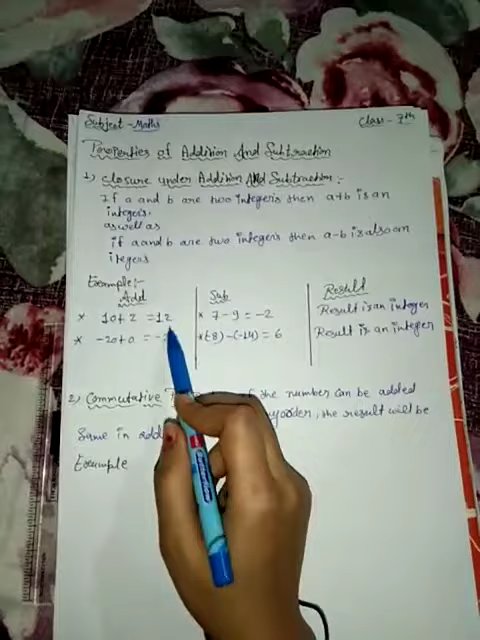 Subject - Maths
Class - 7th
Properties of Addition And Subtraction
1) Closure under Addition And Subtraction :-
If a and b are two integers then a+b is an
integers.
as well as
if a and b are two integers then a-b is also an
itegers
Example:-
Add Sub Result
* 10+2 =12 * 7-9 = -2 Result is an integer
* -20+0 = - *(-8)-(-14) = 6 Result is an integer
2) Commutative the number can be added
order, the result will be
Same in add
Example